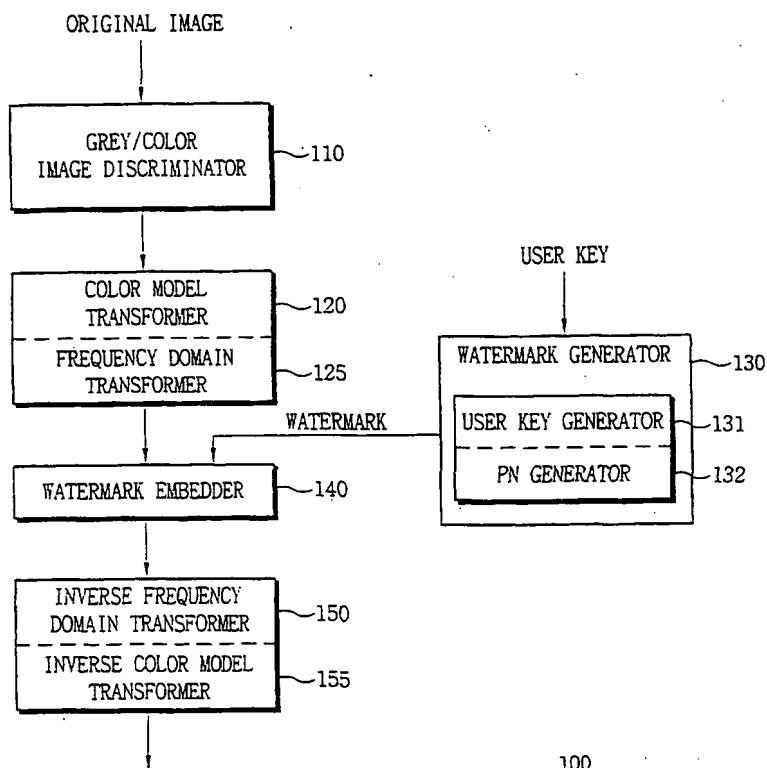 ORIGINAL IMAGE
GREY/COLOR
IMAGE DISCRIMINATOR
110
COLOR MODEL
TRANSFORMER
120
FREQUENCY DOMAIN
TRANSFORMER
125
USER KEY
WATERMARK GENERATOR
130
USER KEY GENERATOR
131
PN GENERATOR
132
WATERMARK
WATERMARK EMBEDDER
140
INVERSE FREQUENCY
DOMAIN TRANSFORMER
150
INVERSE COLOR MODEL
TRANSFORMER
155
100